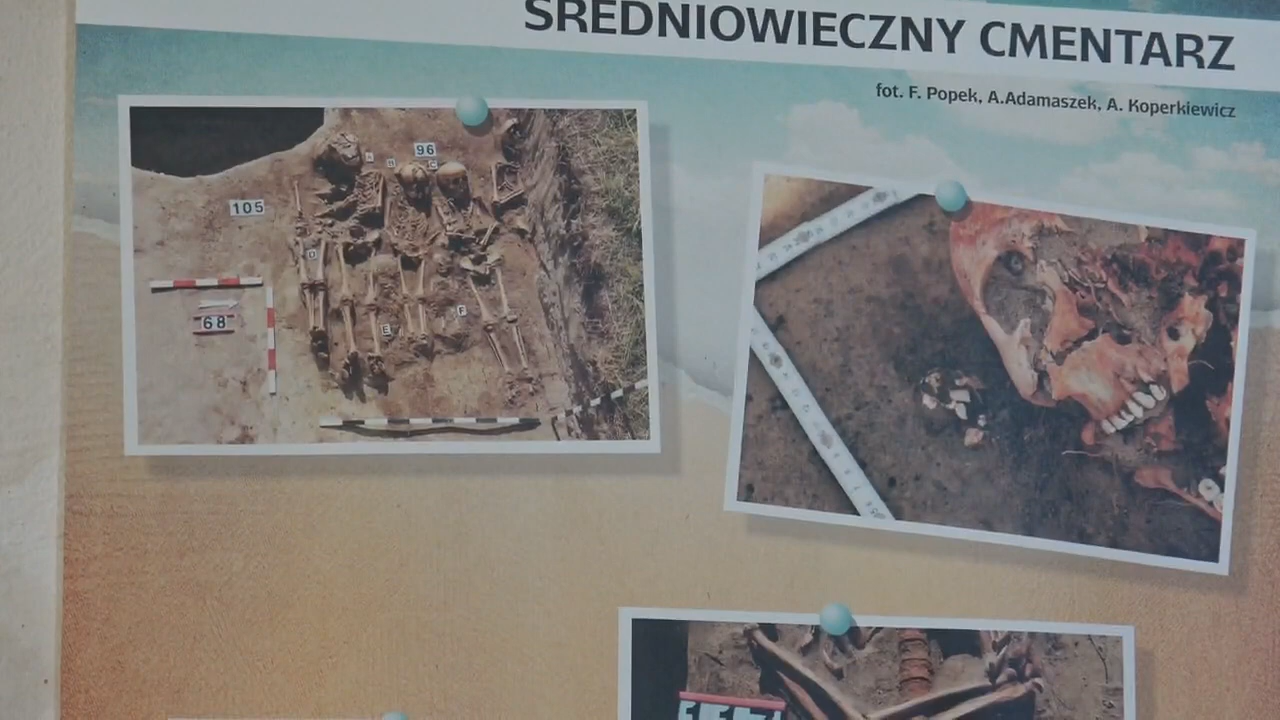 ŚREDNIOWIECZNY CMENTARZ
fot. F. Popek, A.Adamaszek, A. Koperkiewicz
96
A
B
C
105
D
68
E
F